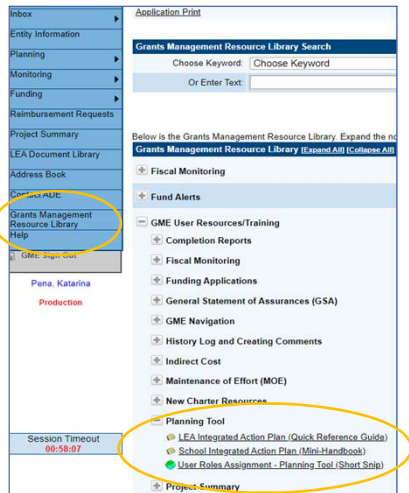 Inbox
Entity Information
Planning
Monitoring
Funding
Reimbursement Requests
Project Summary
LEA Document Library
Address Book
Contact ADE
Grants Management
Resource Library
Help
GME Sign Out
Pena, Katarina
Production
Session Timeout
00:58:07
Application Print
Grants Management Resource Library Search
Choose Keyword: Choose Keyword
Or Enter Text:
Below is the Grants Management Resource Library. Expand the no
Grants Management Resource Library [Expand All] [Collapse All]
Fiscal Monitoring
Fund Alerts
GME User Resources/Training
Completion Reports
Fiscal Monitoring
Funding Applications
General Statement of Assurances (GSA)
GME Navigation
History Log and Creating Comments
Indirect Cost
Maintenance of Effort (MOE)
New Charter Resources
Planning Tool
LEA Integrated Action Plan (Quick Reference Guide)
School Integrated Action Plan (Mini-Handbook)
User Roles Assignment - Planning Tool (Short Snip)
Project Summary